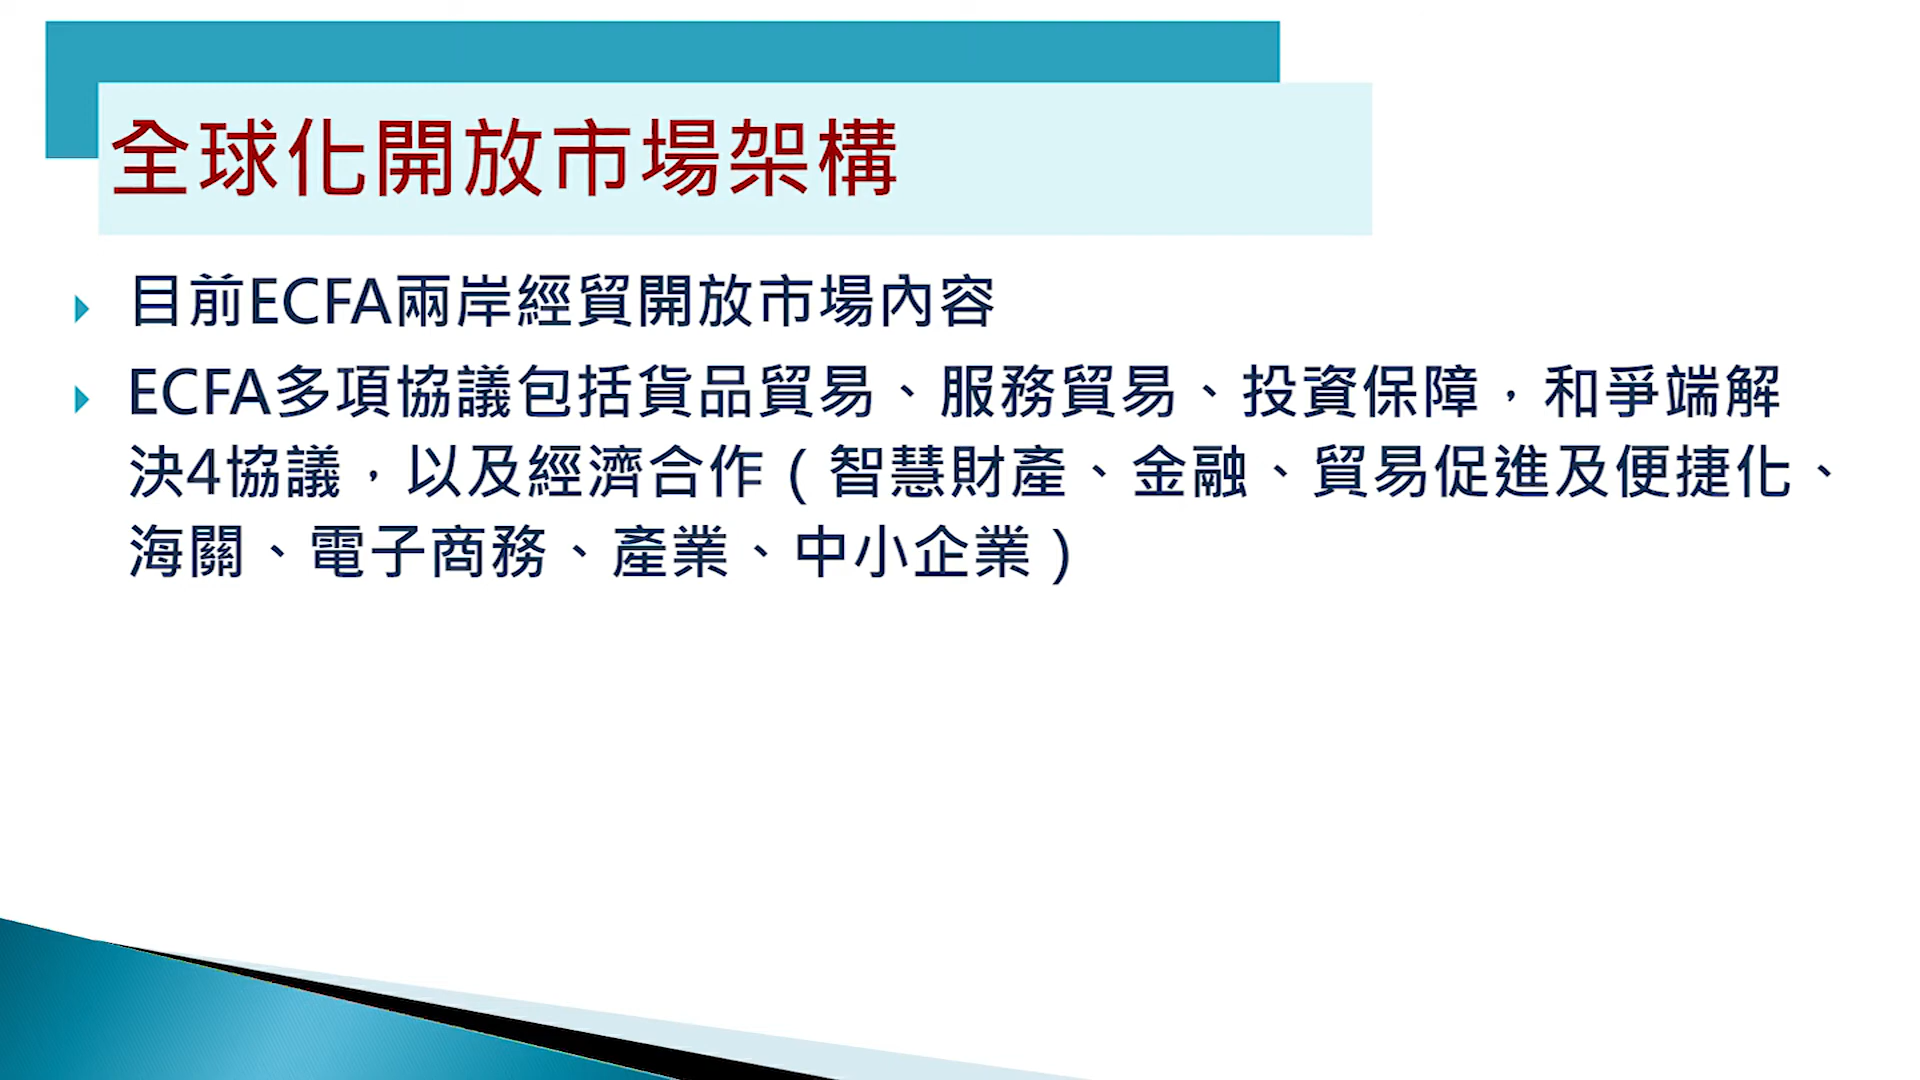 全球化開放市場架構
目前ECFA兩岸經貿開放市場內容
ECFA多項協議包括貨品貿易、服務貿易、投資保障，和爭端解
決4協議，以及經濟合作（智慧財產、金融、貿易促進及便捷化、
海關、電子商務、產業、中小企業）